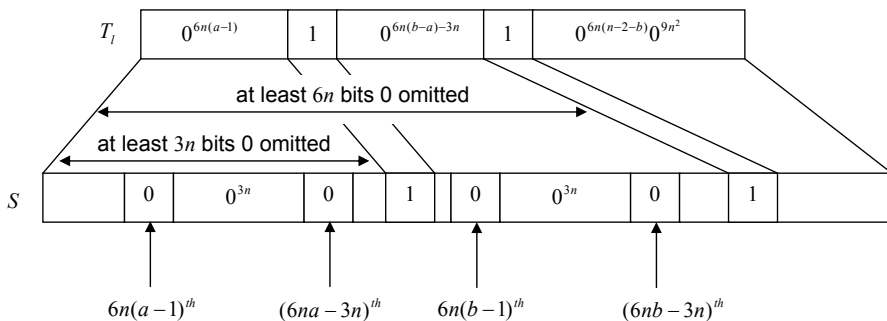 T_l 0^{6n(a−1)} 1 0^{6n(b−a)−3n} 1 0^{6n(n−2−b)}0^{9n^2}
at least 6n bits 0 omitted
at least 3n bits 0 omitted
S 0 0^{3n} 0 1 0 0^{3n} 0 1
6n(a−1)^{th} (6na−3n)^{th} 6n(b−1)^{th} (6nb−3n)^{th}